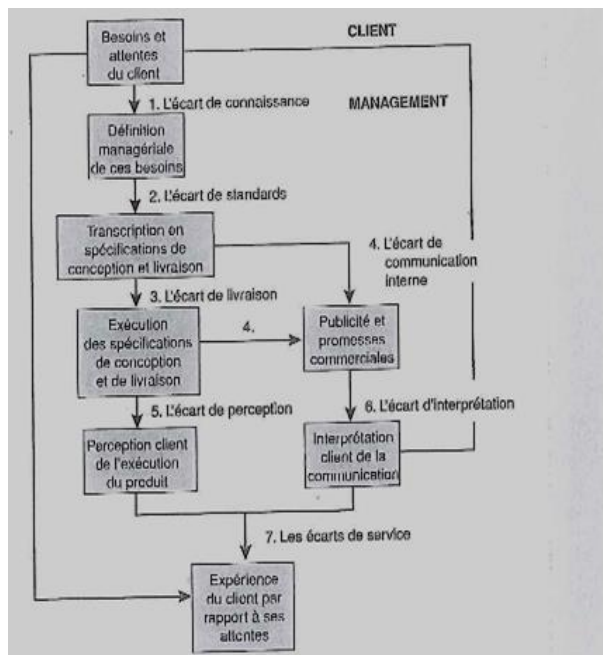 Besoins et
attentes
du client
CLIENT
1. L'écart de connaissance
MANAGEMENT
Définition
managériale
de ces besoins
2. L'écart de standards
Transcription en
spécifications de
conception et livraison
4. L'écart de
communication
interne
3. L'écart de livraison
Exécution
des spécifications
de conception
et de livraison
4.
Publicité et
promesses
commerciales
5. L'écart de perception
6. L'écart d'interprétation
Perception client
de l'exécution
du produit
Interprétation
client de la
communication
7. Les écarts de service
Expérience
du client par
rapport à ses
attentes